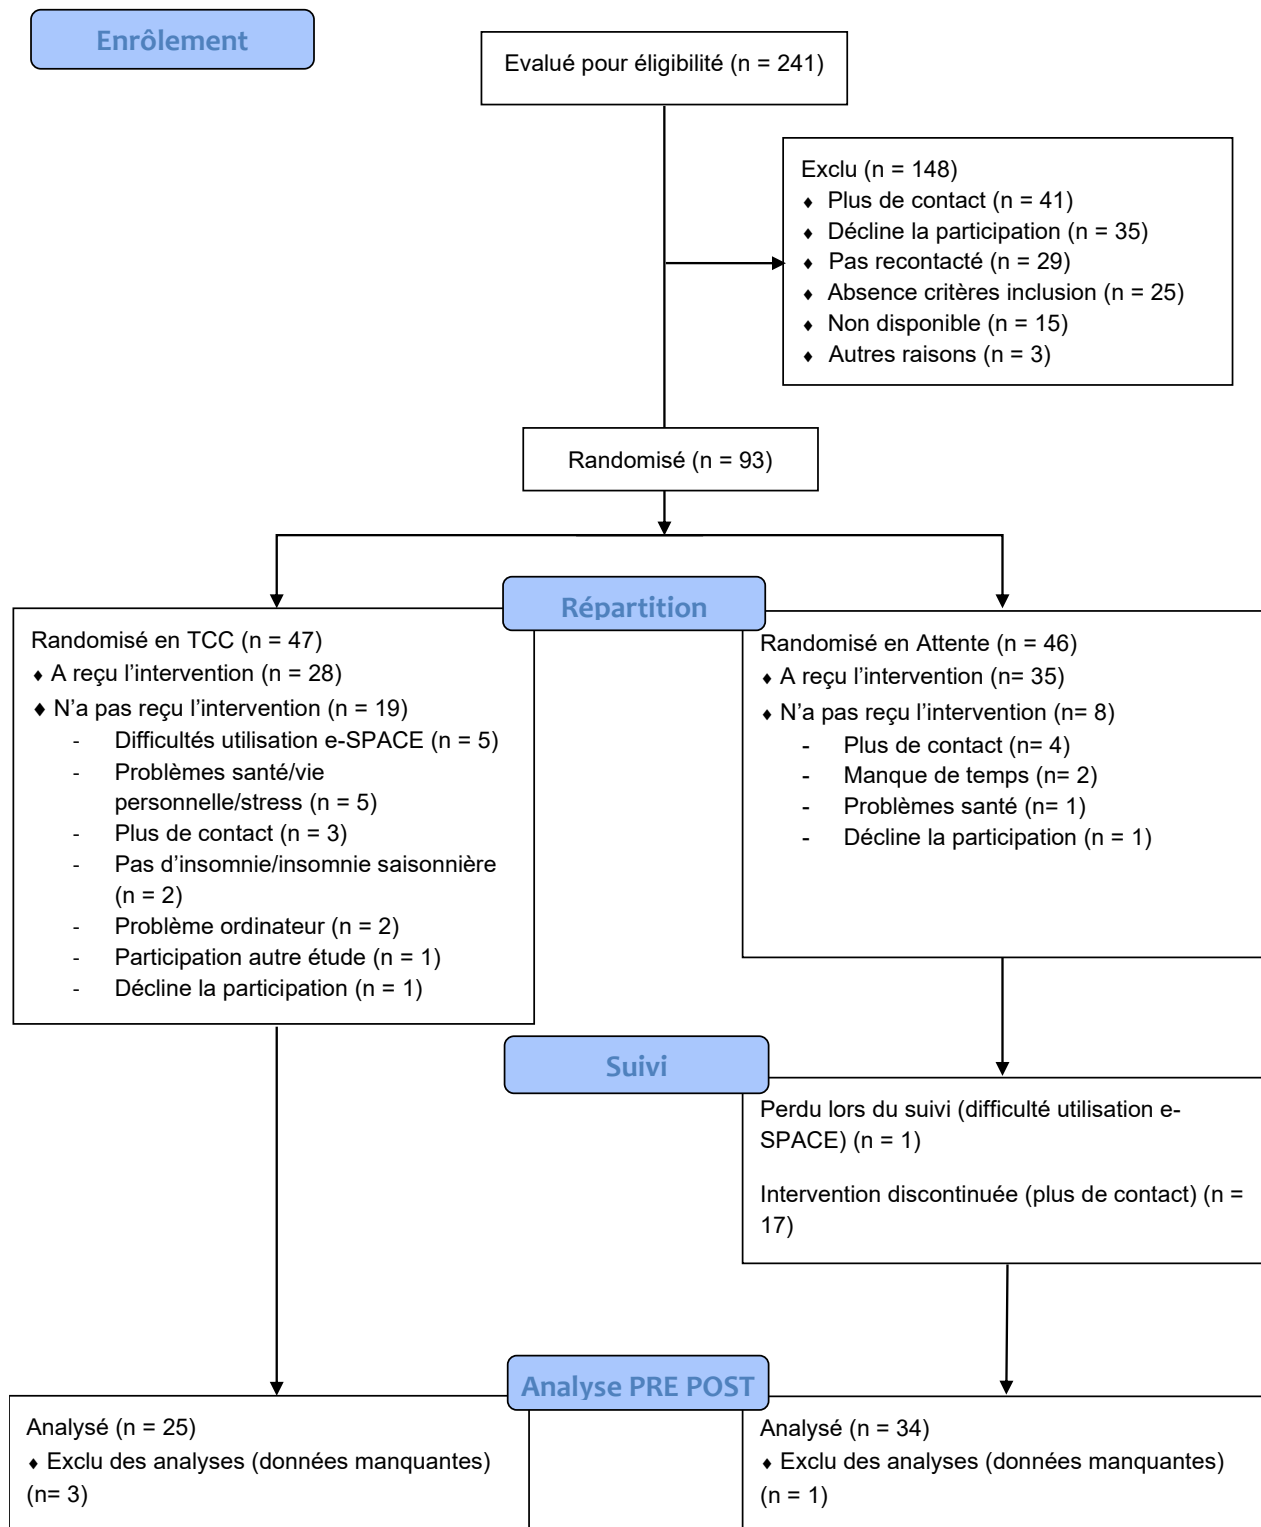 Enrôlement
Evalué pour éligibilité (n = 241)
Exclu (n = 148)
♦ Plus de contact (n = 41)
♦ Décline la participation (n = 35)
♦ Pas recontacté (n = 29)
♦ Absence critères inclusion (n = 25)
♦ Non disponible (n = 15)
♦ Autres raisons (n = 3)
Randomisé (n = 93)
Répartition
Randomisé en TCC (n = 47)
♦ A reçu l’intervention (n = 28)
♦ N’a pas reçu l’intervention (n = 19)
- Difficultés utilisation e-SPACE (n = 5)
- Problèmes santé/vie
personnelle/stress (n = 5)
- Plus de contact (n = 3)
- Pas d’insomnie/insomnie saisonnière
(n = 2)
- Problème ordinateur (n = 2)
- Participation autre étude (n = 1)
- Décline la participation (n = 1)
Randomisé en Attente (n = 46)
♦ A reçu l’intervention (n= 35)
♦ N’a pas reçu l’intervention (n= 8)
- Plus de contact (n= 4)
- Manque de temps (n= 2)
- Problèmes santé (n= 1)
- Décline la participation (n = 1)
Suivi
Perdu lors du suivi (difficulté utilisation e-
SPACE) (n = 1)
Intervention discontinuée (plus de contact) (n =
17)
Analyse PRE POST
Analysé (n = 25)
♦ Exclu des analyses (données manquantes)
(n= 3)
Analysé (n = 34)
♦ Exclu des analyses (données manquantes)
(n = 1)